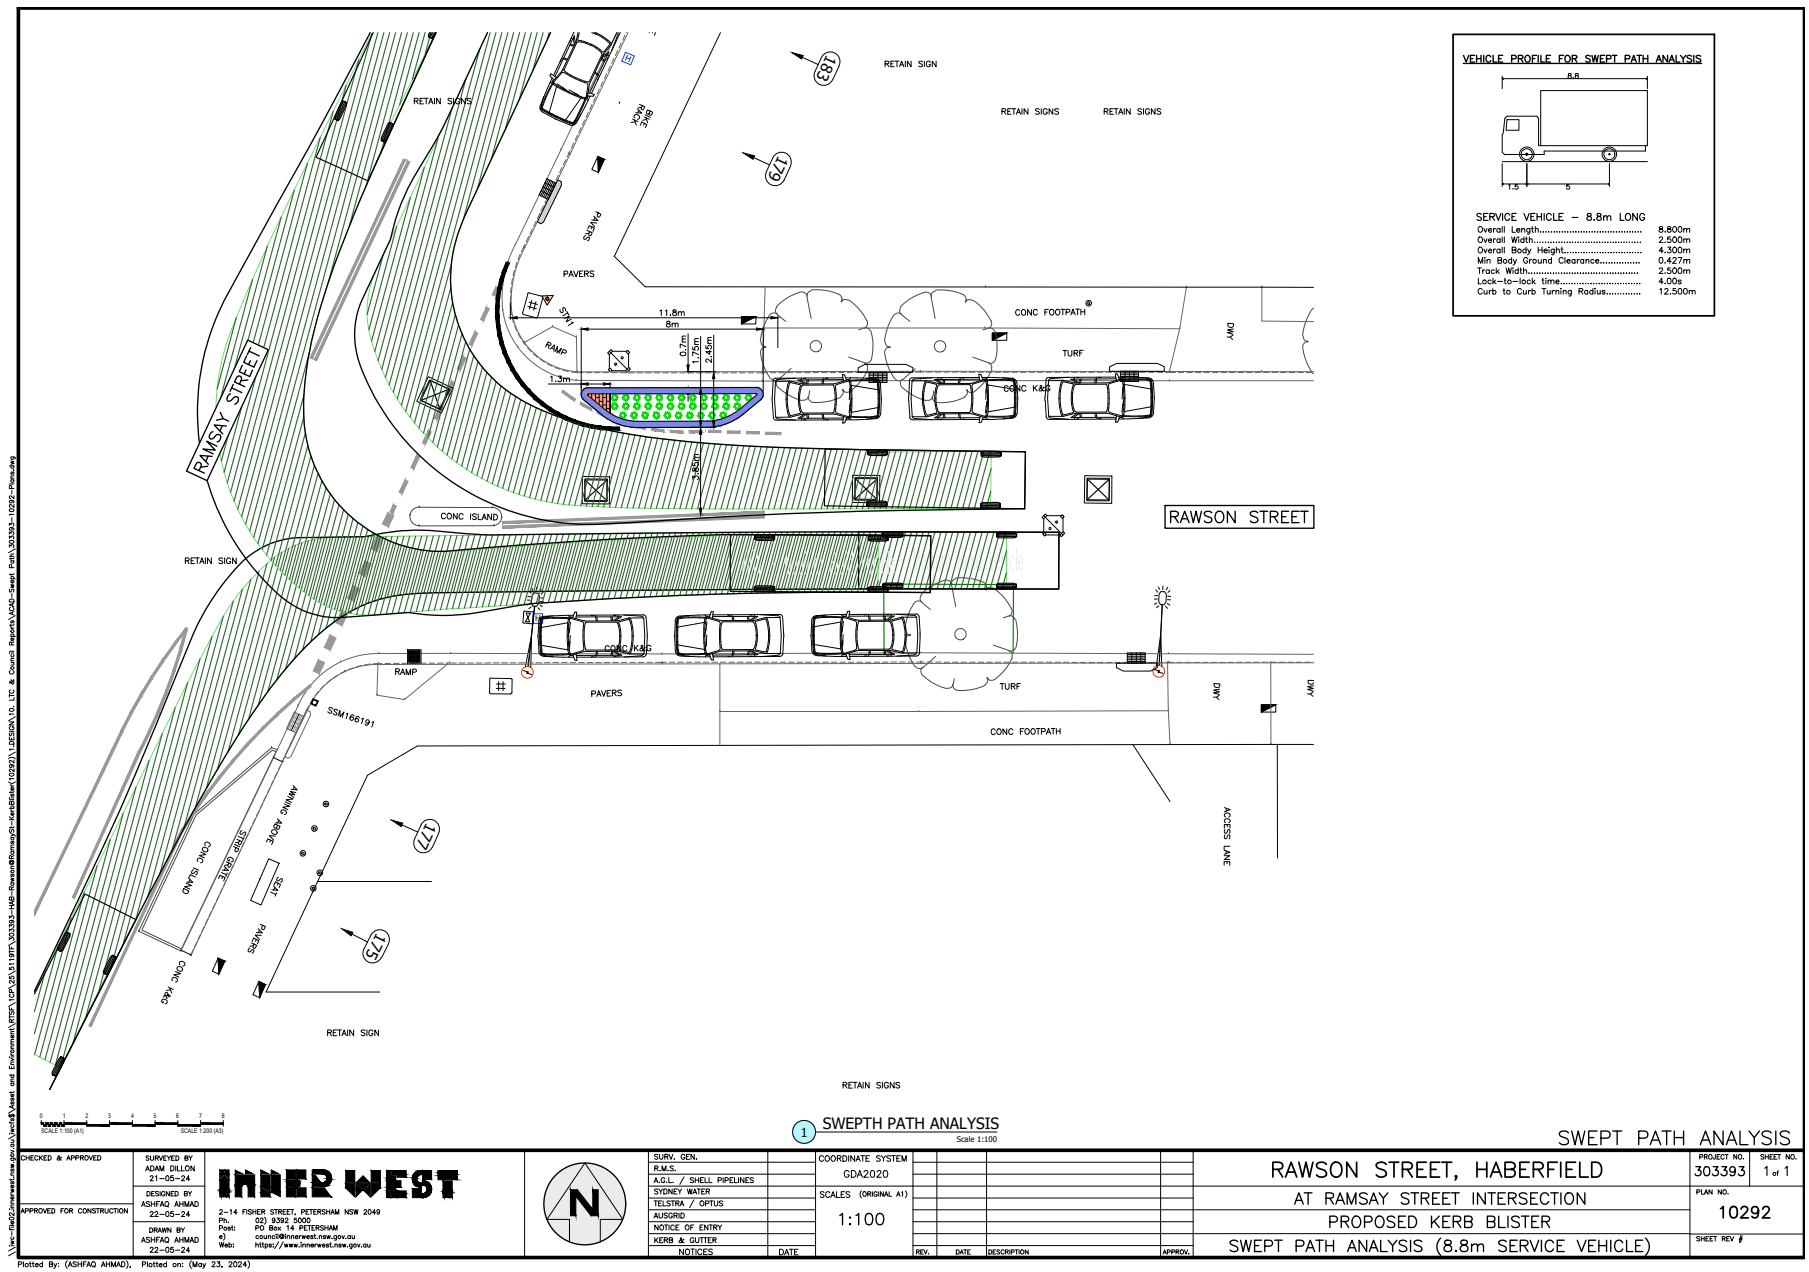 VEHICLE PROFILE FOR SWEPT PATH ANALYSIS
8.8
1.5
5
SERVICE VEHICLE - 8.8m LONG
Overall Length 8.800m
Overall Width 2.500m
Overall Body Height 4.300m
Min Body Ground Clearance 0.427m
Track Width 2.500m
Lock-to-lock time 4.00s
Curb to Curb Turning Radius 12.500m
183
RETAIN SIGN
RETAIN SIGNS
BIKE RACK
RETAIN SIGNS
RETAIN SIGNS
179
PAVERS
PAVERS
STN1
RAMP
11.8m
8m
0.7m
1.75m
2.45m
1.3m
3.85m
CONC FOOTPATH
DWY
TURF
CONC K&G
RAMSAY STREET
CONC ISLAND
RAWSON STREET
RETAIN SIGN
CONC K&G
RAMP
PAVERS
TURF
DWY
DWY
CONC FOOTPATH
SSM166191
AWNING ABOVE
STRIP GRATE
CONC ISLAND
SEAT
PAVERS
CONC K&G
177
175
ACCESS LANE
RETAIN SIGN
RETAIN SIGNS
0 1 2 3 4 5 6 7 8
SCALE 1:100 (A1)
SCALE 1:200 (A3)
1
SWEPTH PATH ANALYSIS
Scale 1:100
SWEPT PATH ANALYSIS
CHECKED & APPROVED
APPROVED FOR CONSTRUCTION
SURVEYED BY
ADAM DILLON
21-05-24
DESIGNED BY
ASHFAQ AHMAD
22-05-24
DRAWN BY
ASHFAQ AHMAD
22-05-24
INNER WEST
2-14 FISHER STREET, PETERSHAM NSW 2049
Ph. 02) 9392 5000
Post: PO Box 14 PETERSHAM
e) council@innerwest.nsw.gov.au
Web: https://www.innerwest.nsw.gov.au
N
SURV. GEN.
R.M.S.
A.G.L. / SHELL PIPELINES
SYDNEY WATER
TELSTRA / OPTUS
AUSGRID
NOTICE OF ENTRY
KERB & GUTTER
NOTICES DATE
COORDINATE SYSTEM
GDA2020
SCALES (ORIGINAL A1)
1:100
REV. DATE DESCRIPTION APPROV.
RAWSON STREET, HABERFIELD
AT RAMSAY STREET INTERSECTION
PROPOSED KERB BLISTER
SWEPT PATH ANALYSIS (8.8m SERVICE VEHICLE)
PROJECT NO. SHEET NO.
303393 1 of 1
PLAN NO.
10292
SHEET REV #
Plotted By: (ASHFAQ AHMAD), Plotted on: (May 23, 2024)